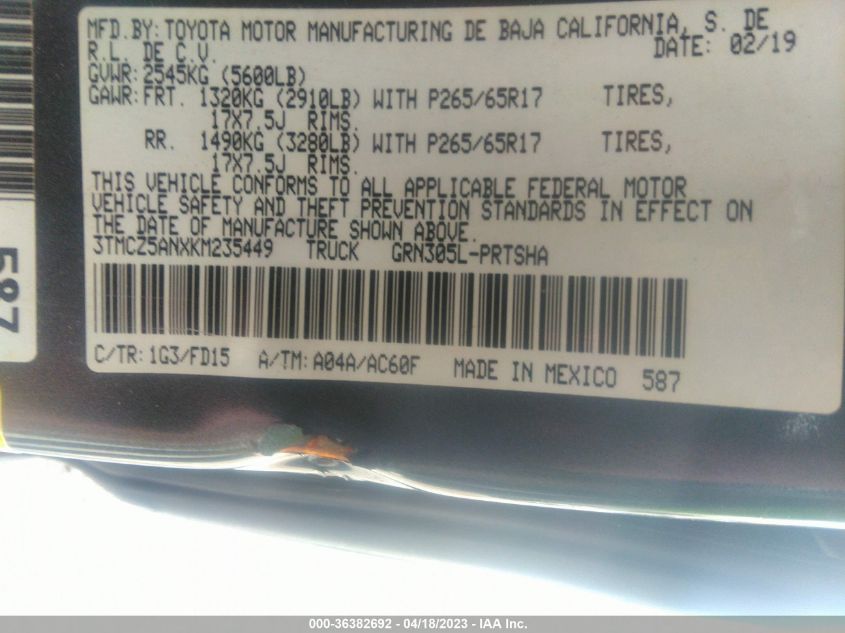 MFD.BY: TOYOTA MOTOR MANUFACTURING DE BAJA CALIFORNIA, S. DE
R.L. DE C.V. DATE: 02/19
GVWR: 2545KG (5600LB)
GAWR: FRT. 1320KG (2910LB) WITH P265/65R17 TIRES,
17X7.5J RIMS.
RR. 1490KG (3280LB) WITH P265/65R17 TIRES,
17X7.5J RIMS.
THIS VEHICLE CONFORMS TO ALL APPLICABLE FEDERAL MOTOR
VEHICLE SAFETY AND THEFT PREVENTION STANDARDS IN EFFECT ON
THE DATE OF MANUFACTURE SHOWN ABOVE.
3TMCZ5ANXKM235449 TRUCK GRN305L-PRTSHA
C/TR: 1G3/FD15 A/TM: A04A/AC60F MADE IN MEXICO 587
587
000-36382692 - 04/18/2023 - IAA Inc.